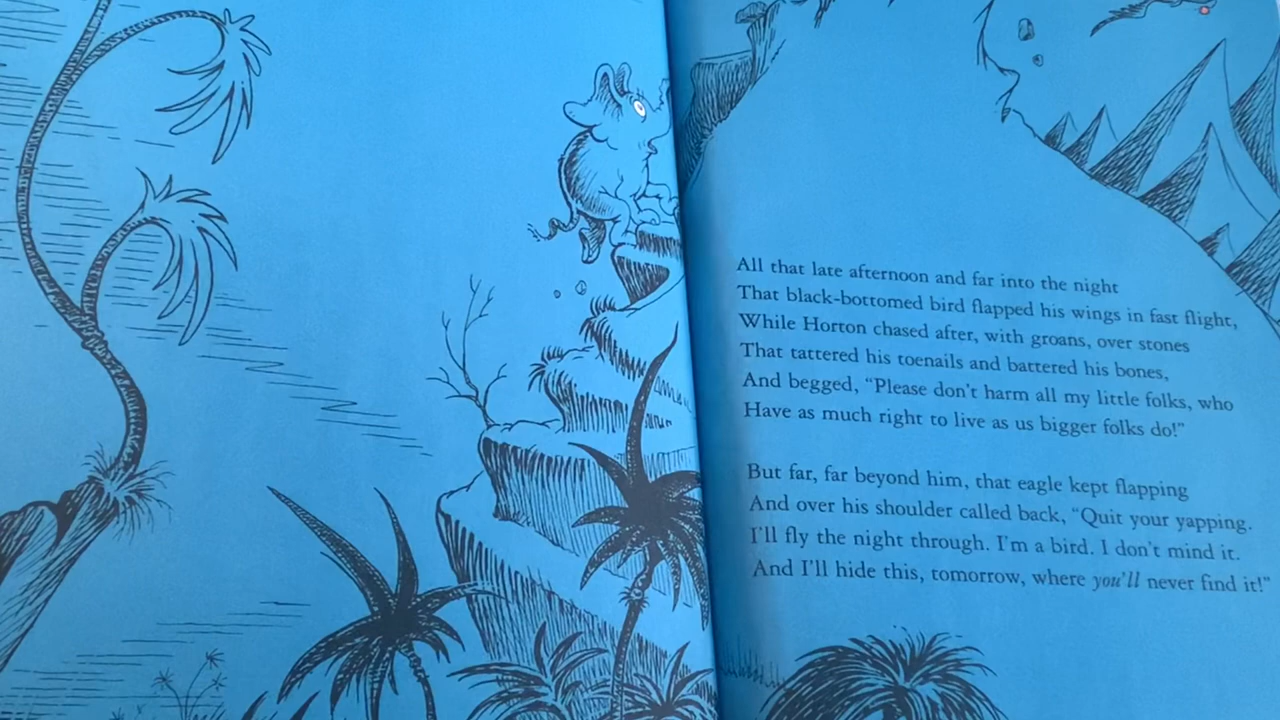 All that late afternoon and far into the night
That black-bottomed bird flapped his wings in fast flight,
While Horton chased after, with groans, over stones
That tattered his toenails and battered his bones,
And begged, "Please don't harm all my little folks, who
Have as much right to live as us bigger folks do!"
But far, far beyond him, that eagle kept flapping
And over his shoulder called back, "Quit your yapping.
I'll fly the night through. I'm a bird. I don't mind it.
And I'll hide this, tomorrow, where you'll never find it!"